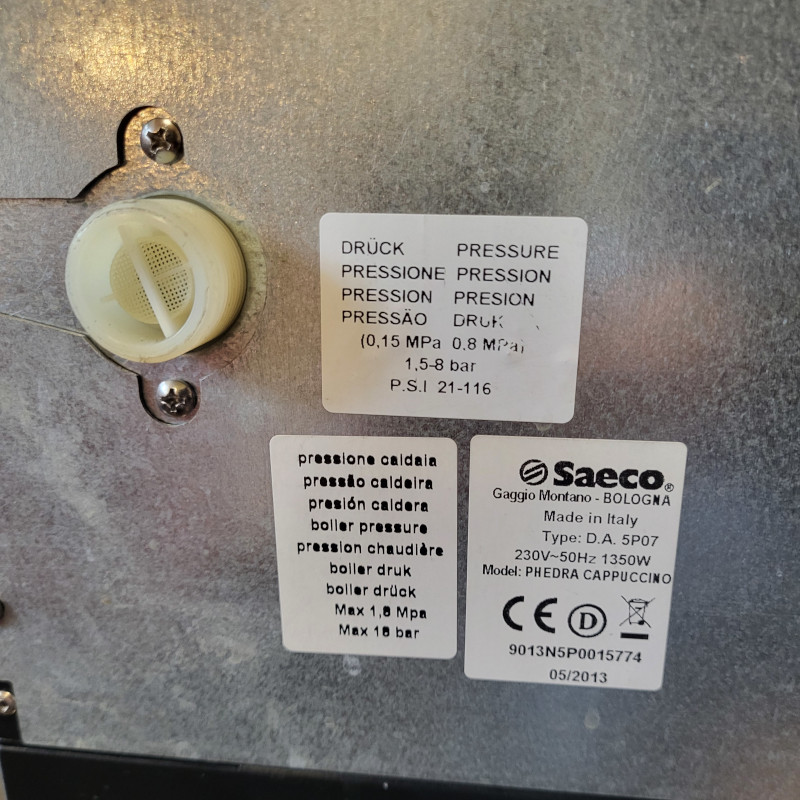 DRÜCK PRESSURE
PRESSIONE PRESSION
PRESSION PRESION
PRESSÃO DRUK
(0,15 MPa 0.8 MPa)
1,5-8 bar
P.S.I 21-116
pressione caldaia
pressão caldeira
presión caldera
boiler pressure
pression chaudière
boiler druk
boiler drück
Max 1,6 Mpa
Max 16 bar
Saeco®
Gaggio Montano - BOLOGNA
Made in Italy
Type: D.A. 5P07
230V~50Hz 1350W
Model: PHEDRA CAPPUCCINO
CE D
9013N5P0015774
05/2013